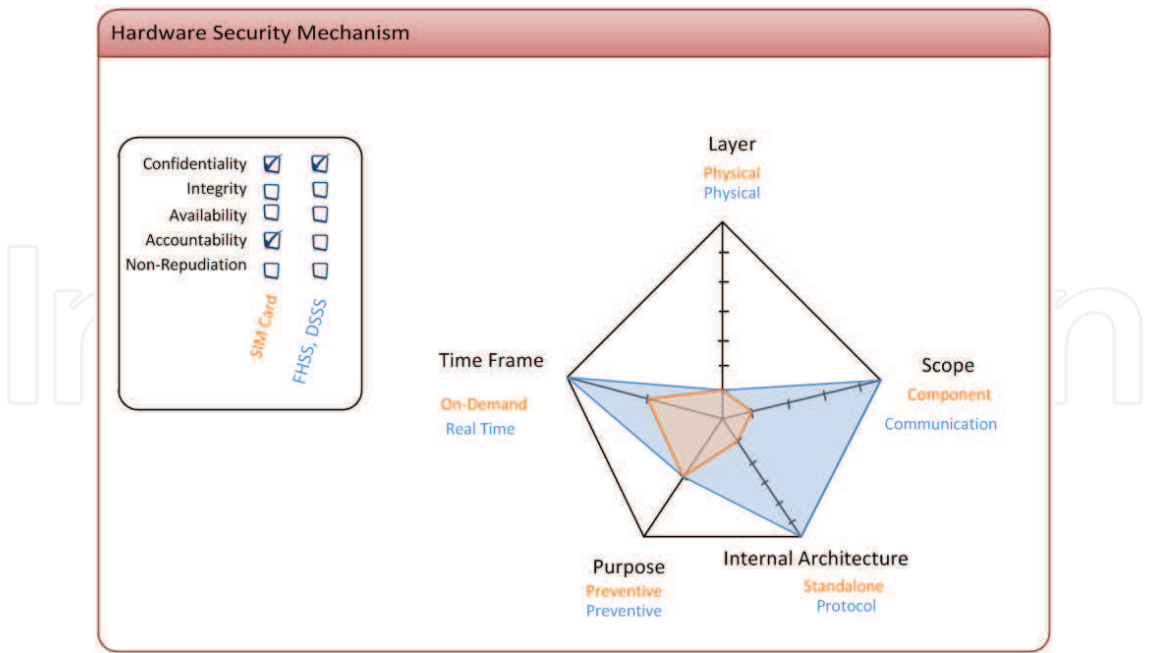 Hardware Security Mechanism
Confidentiality
Integrity
Availability
Accountability
Non-Repudiation
SIM Card
FHSS, DSSS
Layer
Physical
Physical
Time Frame
On-Demand
Real Time
Scope
Component
Communication
Purpose
Preventive
Preventive
Internal Architecture
Standalone
Protocol